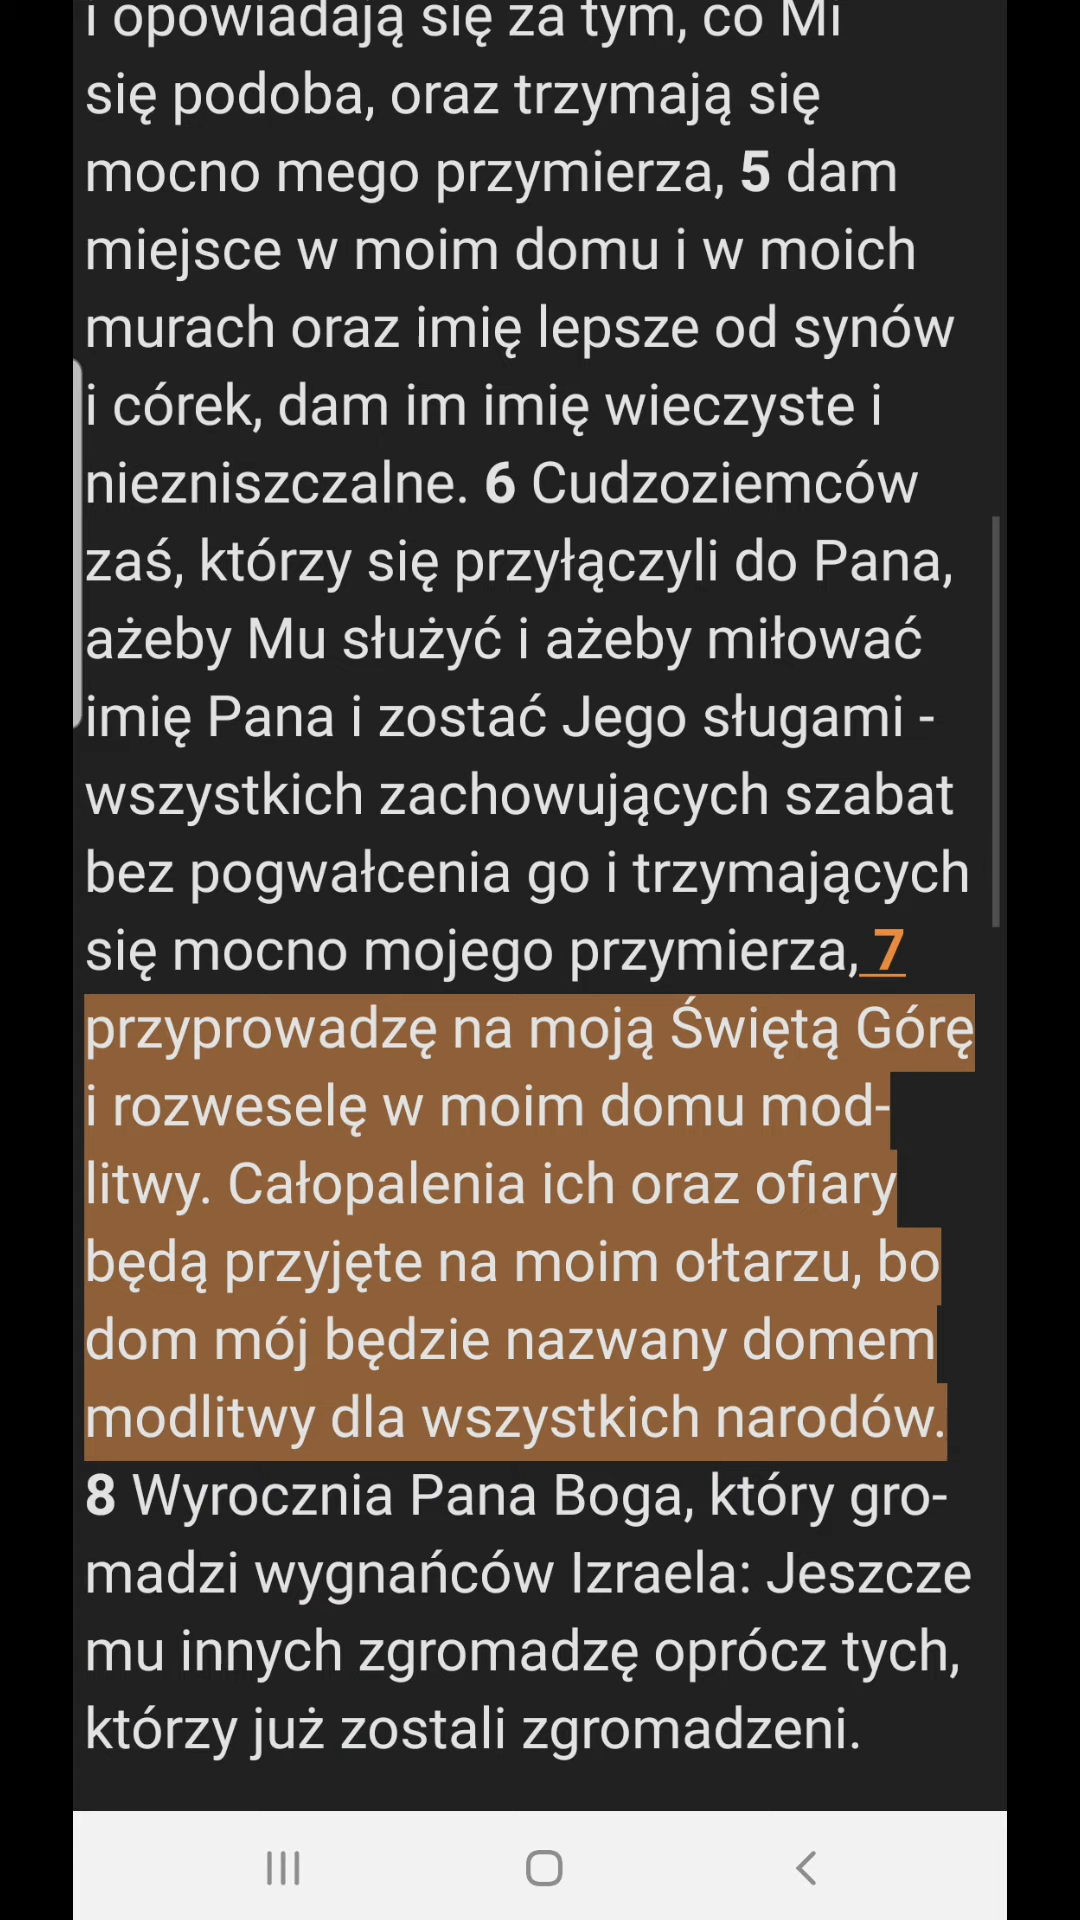 i opowiadają się za tym, co Mi
się podoba, oraz trzymają się
mocno mego przymierza, 5 dam
miejsce w moim domu i w moich
murach oraz imię lepsze od synów
i córek, dam im imię wieczyste i
niezniszczalne. 6 Cudzoziemców
zaś, którzy się przyłączyli do Pana,
ażeby Mu służyć i ażeby miłować
imię Pana i zostać Jego sługami -
wszystkich zachowujących szabat
bez pogwałcenia go i trzymających
się mocno mojego przymierza, 7
przyprowadzę na moją Świętą Górę
i rozweselę w moim domu mod-
litwy. Całopalenia ich oraz ofiary
będą przyjęte na moim ołtarzu, bo
dom mój będzie nazwany domem
modlitwy dla wszystkich narodów.
8 Wyrocznia Pana Boga, który gro-
madzi wygnańców Izraela: Jeszcze
mu innych zgromadzę oprócz tych,
którzy już zostali zgromadzeni.